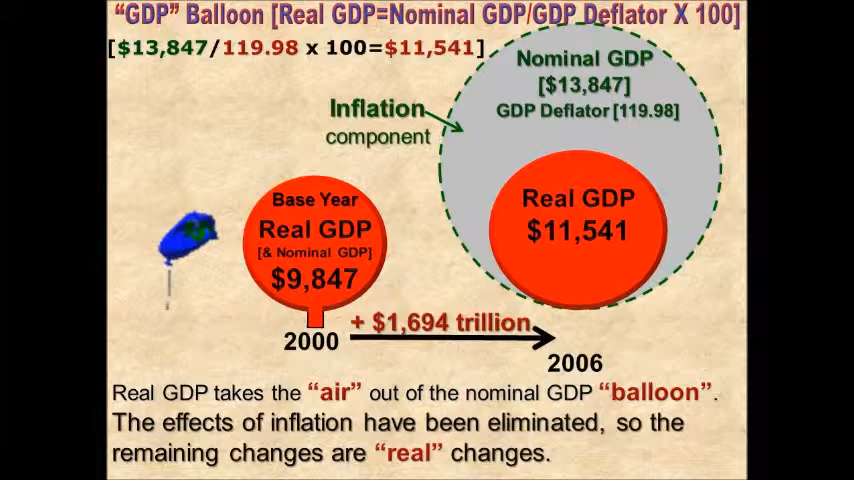 “GDP” Balloon [Real GDP=Nominal GDP/GDP Deflator X 100]
[$13,847/119.98 x 100=$11,541]
Nominal GDP
[$13,847]
GDP Deflator [119.98]
Inflation
component
Base Year
Real GDP
[& Nominal GDP]
$9,847
Real GDP
$11,541
+ $1,694 trillion
2000
2006
Real GDP takes the “air” out of the nominal GDP “balloon”.
The effects of inflation have been eliminated, so the
remaining changes are “real” changes.